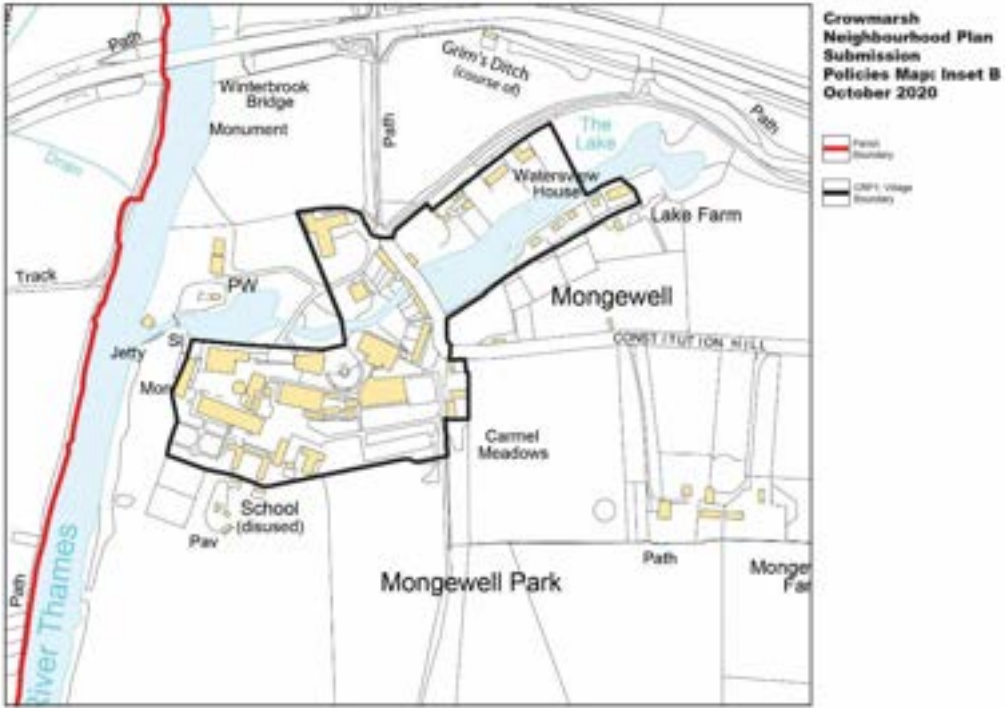 Crowmarsh
Neighbourhood Plan
Submission
Policies Map: Inset B
October 2020
Parish
Boundary
CRP1: Village
Boundary
Path
Grim's Ditch
(course of)
Winterbrook
Bridge
Monument
Path
The
Lake
Path
Drain
Watersview
House
Lake Farm
Track
PW
Mongewell
Jetty
CONSTITUTION HILL
Carmel
Meadows
School
(disused)
Pav
Path
Mongewell Park
Path
River Thames